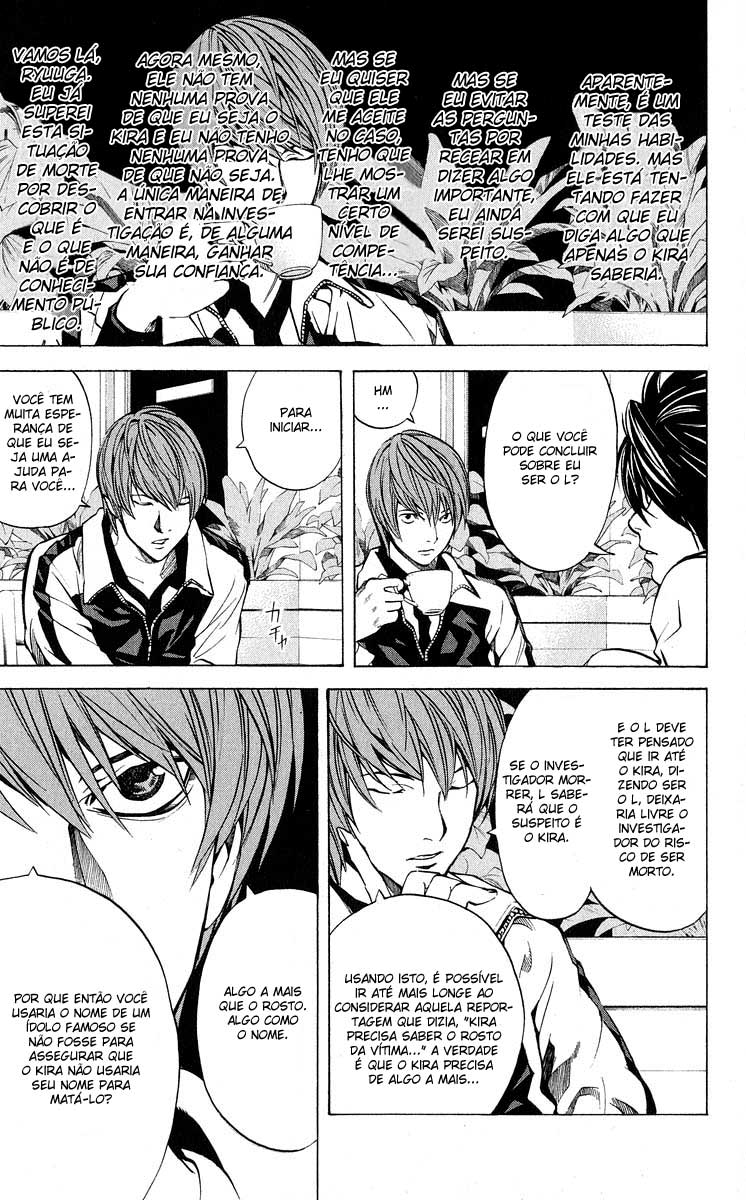 APARENTE-
MENTE, É UM
TESTE DAS
MINHAS HABI-
LIDADES. MAS
ELE ESTÁ TEN-
TANDO FAZER
COM QUE EU
DIGA ALGO QUE
APENAS O KIRA
SABERIA.
MAS SE
EU EVITAR
AS PERGUN-
TAS POR
RECEAR EM
DIZER ALGO
IMPORTANTE,
EU AINDA
SEREI SUS-
PEITO.
MAS SE
EU QUISER
QUE ELE
ME ACEITE
NO CASO,
TENHO QUE
LHE MOS-
TRAR UM
CERTO
NÍVEL DE
COMPE-
TÊNCIA...
AGORA MESMO,
ELE NÃO TEM
NENHUMA PROVA
DE QUE EU SEJA O
KIRA E EU NÃO TENHO
NENHUMA PROVA
DE QUE NÃO SEJA.
A ÚNICA MANEIRA DE
ENTRAR NA INVES-
TIGAÇÃO É, DE ALGUMA
MANEIRA, GANHAR
SUA CONFIANÇA.
VAMOS LÁ,
RYUUGA.
EU JÁ
SUPEREI
ESTA SI-
TUAÇÃO
DE MORTE
POR DES-
COBRIR O
QUE É
E O QUE
NÃO É DE
CONHECI-
MENTO PÚ-
BLICO.
O QUE VOCÊ
PODE CONCLUIR
SOBRE EU
SER O L?
HM
...
PARA
INICIAR...
VOCÊ TEM
MUITA ESPE-
RANÇA DE
QUE EU SE-
JA UMA A-
JUDA PA-
RA VOCÊ...
ガチャ
E O L DEVE
TER PENSADO
QUE IR ATÉ
O KIRA, DI-
ZENDO SER
O L, DEIXA-
RIA LIVRE O
INVESTIGA-
DOR DO RIS-
CO DE SER
MORTO.
SE O INVES-
TIGADOR MOR-
RER, L SABE-
RÁ QUE O
SUSPEITO É
O KIRA.
USANDO ISTO, É POSSÍVEL
IR ATÉ MAIS LONGE AO
CONSIDERAR AQUELA REPOR-
TAGEM QUE DIZIA, "KIRA
PRECISA SABER O ROSTO
DA VÍTIMA..." A VERDADE
É QUE O KIRA PRECISA
DE ALGO A MAIS...
ALGO A MAIS
QUE O ROSTO.
ALGO COMO
O NOME.
POR QUE ENTÃO VOCÊ
USARIA O NOME DE UM
ÍDOLO FAMOSO SE
NÃO FOSSE PARA
ASSEGURAR QUE
O KIRA NÃO USARIA
SEU NOME PARA
MATÁ-LO?